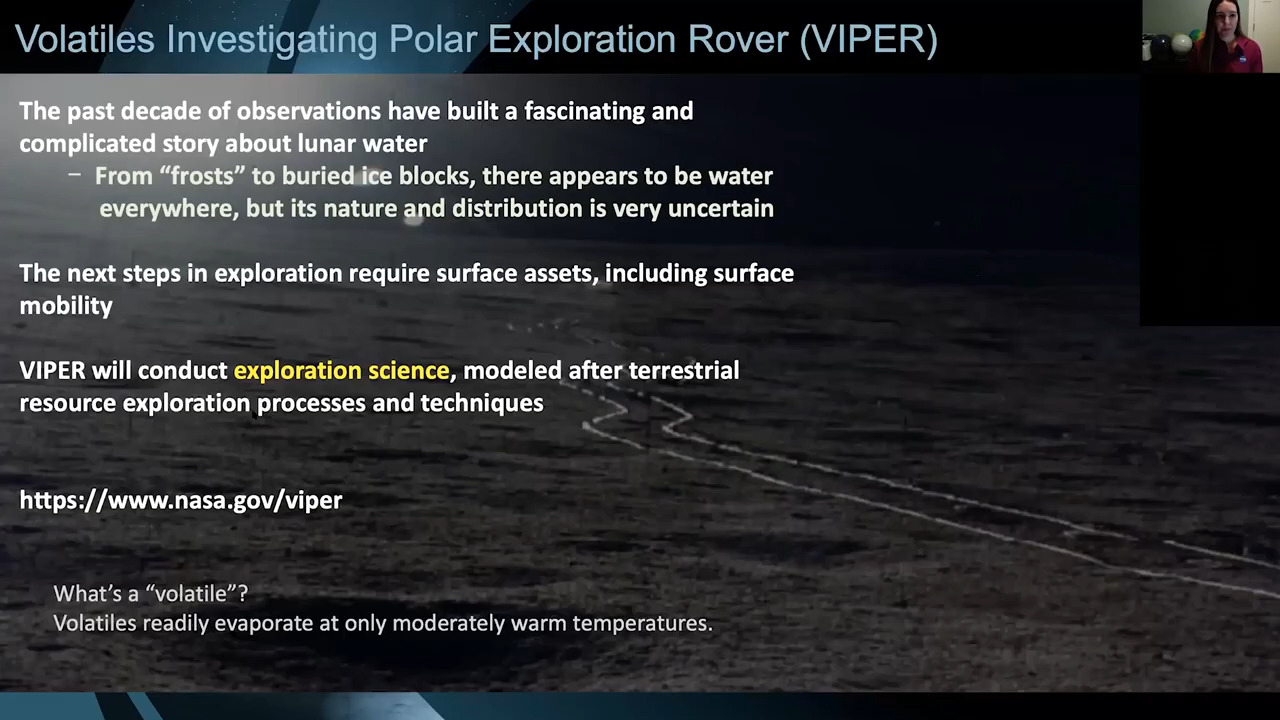 Volatiles Investigating Polar Exploration Rover (VIPER)
The past decade of observations have built a fascinating and
complicated story about lunar water
– From “frosts” to buried ice blocks, there appears to be water
everywhere, but its nature and distribution is very uncertain
The next steps in exploration require surface assets, including surface
mobility
VIPER will conduct exploration science, modeled after terrestrial
resource exploration processes and techniques
https://www.nasa.gov/viper
What’s a “volatile”?
Volatiles readily evaporate at only moderately warm temperatures.